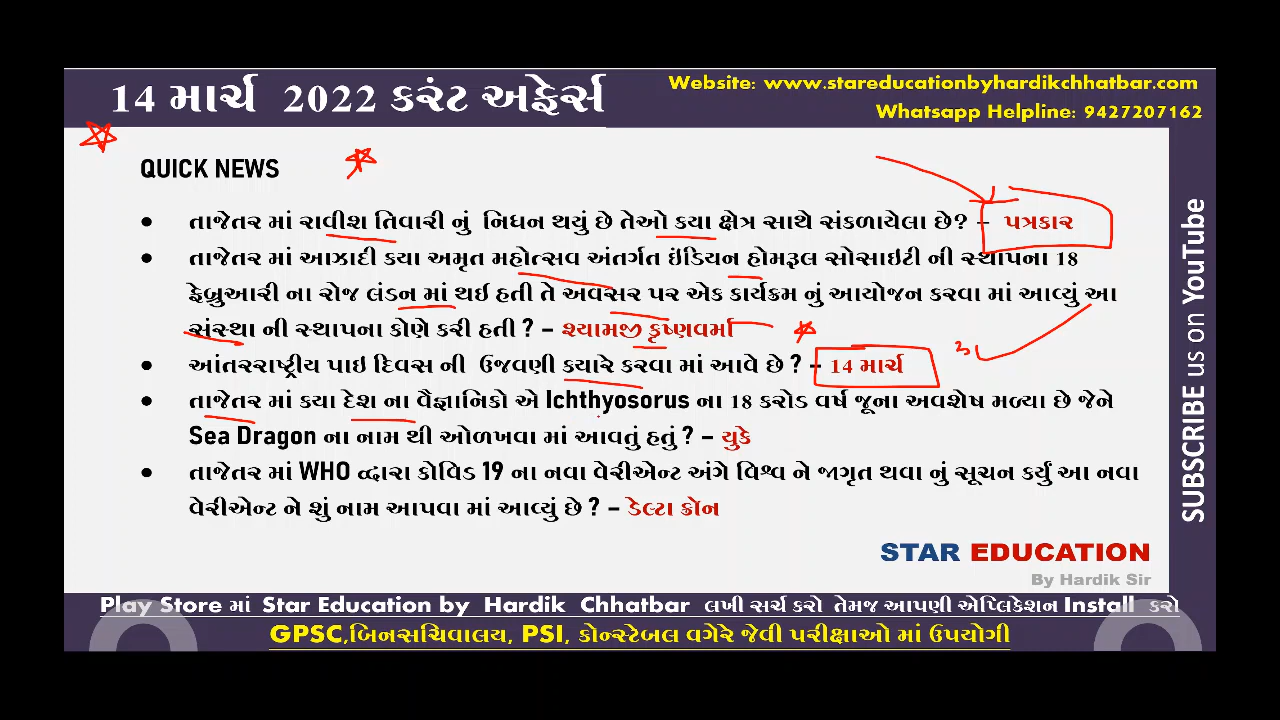 14 માર્ચ 2022 કરંટ અફેર્સ
Website: www.stareducationbyhardikchhatbar.com
Whatsapp Helpline: 9427207162
QUICK NEWS
• તાજેતર માં રાવીશ તિવારી નું નિધન થયું છે તેઓ કયા ક્ષેત્ર સાથે સંકળાયેલા છે? – પત્રકાર
• તાજેતર માં આઝાદી કયા અમૃત મહોત્સવ અંતર્ગત ઇંડિયન હોમરૂલ સોસાઇટી ની સ્થાપના 18
ફેબ્રુઆરી ના રોજ લંડન માં થઇ હતી તે અવસર પર એક કાર્યક્રમ નું આયોજન કરવા માં આવ્યું આ
સંસ્થા ની સ્થાપના કોણે કરી હતી ? – શ્યામજી કૃષ્ણવર્મા
• આંતરરાષ્ટ્રીય પાઇ દિવસ ની ઉજવણી ક્યારે કરવા માં આવે છે ? – 14 માર્ચ
• તાજેતર માં કયા દેશ ના વૈજ્ઞાનિકો એ Ichthyosorus ના 18 કરોડ વર્ષ જૂના અવશેષ મળ્યા છે જેને
Sea Dragon ના નામ થી ઓળખવા માં આવતું હતું ? – યુકે
• તાજેતર માં WHO દ્વારા કોવિડ 19 ના નવા વેરીએન્ટ અંગે વિશ્વ ને જાગૃત થવા નું સૂચન કર્યું આ નવા
વેરીએન્ટ ને શું નામ આપવા માં આવ્યું છે ? – ડેલ્ટા ક્રોન
SUBSCRIBE us on YouTube
STAR EDUCATION
By Hardik Sir
Play Store માં Star Education by Hardik Chhatbar લખી સર્ચ કરો તેમજ આપણી એપ્લિકેશન Install કરો
GPSC,બિનસચિવાલય, PSI, કોન્સ્ટેબલ વગેરે જેવી પરીક્ષાઓ માં ઉપયોગી